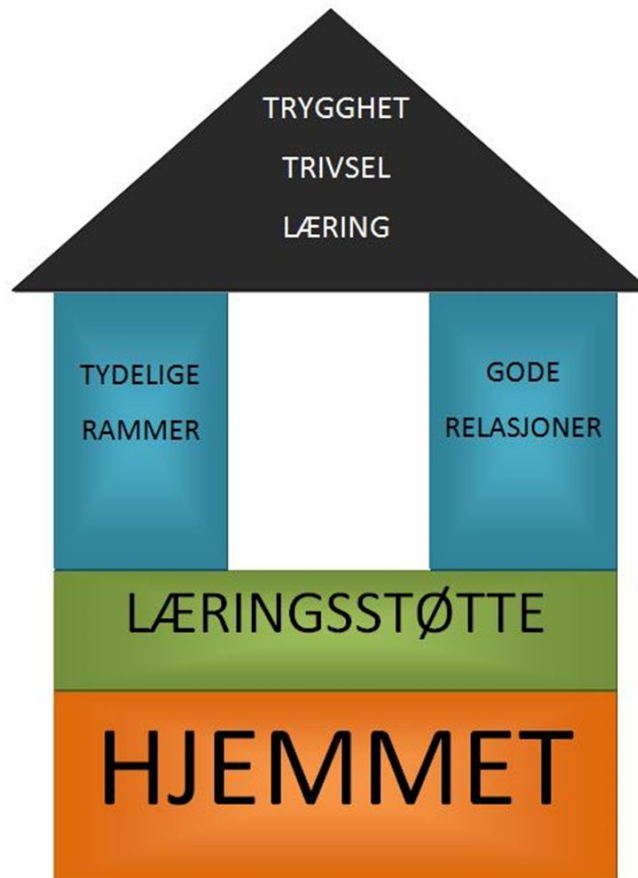 TRYGGHET
TRIVSEL
LÆRING
TYDELIGE
RAMMER
GODE
RELASJONER
LÆRINGSSTØTTE
HJEMMET